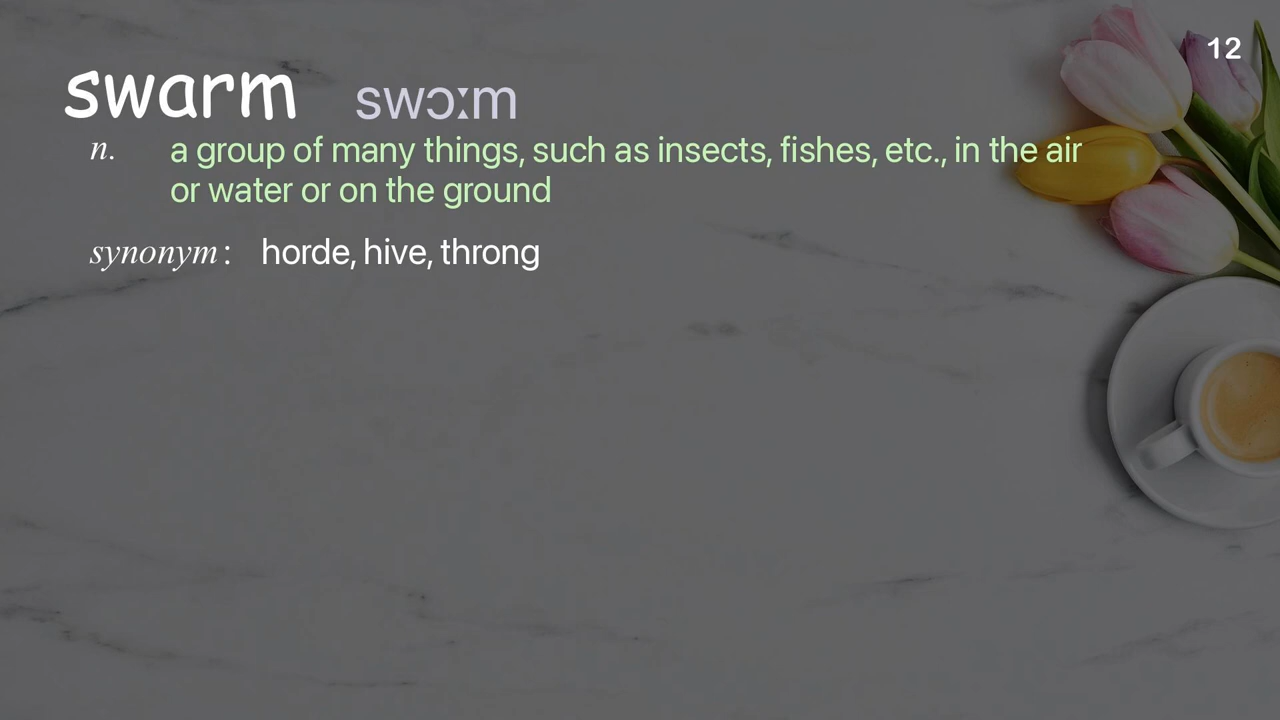 12
swarm swɔːm
n. a group of many things, such as insects, fishes, etc., in the air
or water or on the ground
synonym : horde, hive, throng